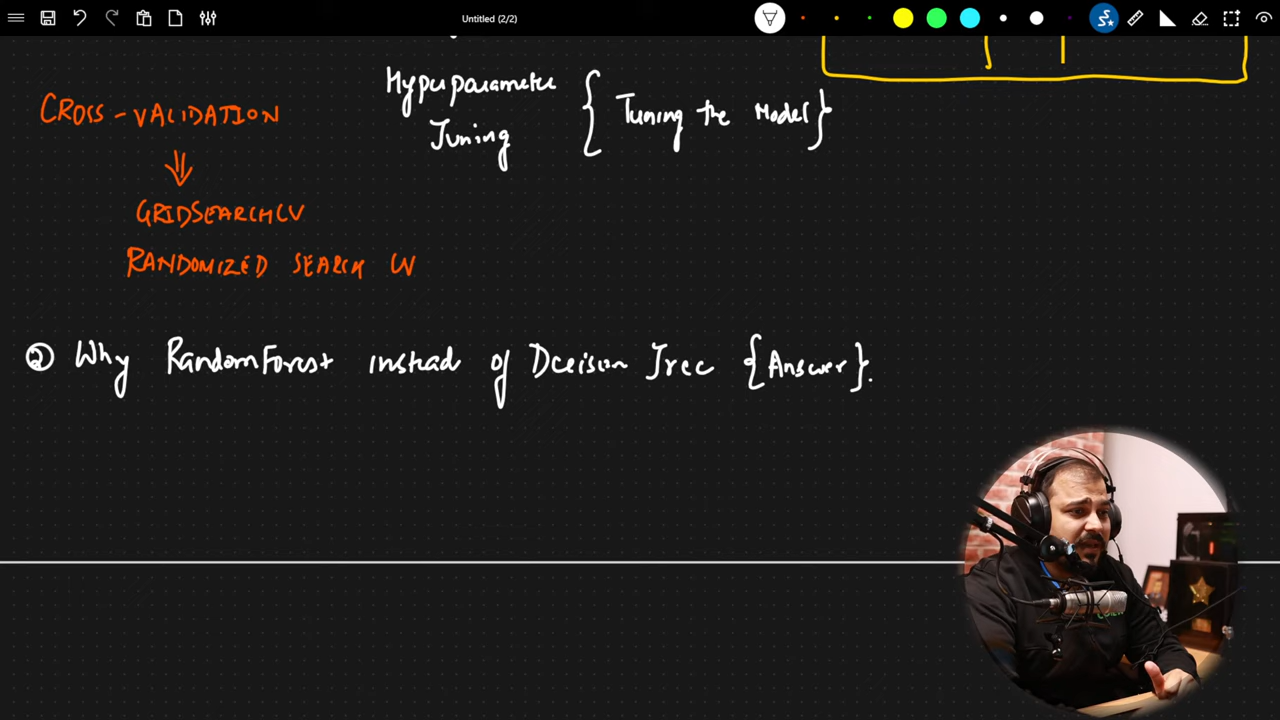 Untitled (2/2)
CROSS-VALIDATION
GRIDSEARCHCV
RANDOMIZED SEARCH CV
Hyperparameter
Tuning
{Tuning the Model}
② Why RandomForest instead of Decision Tree {Answer}.